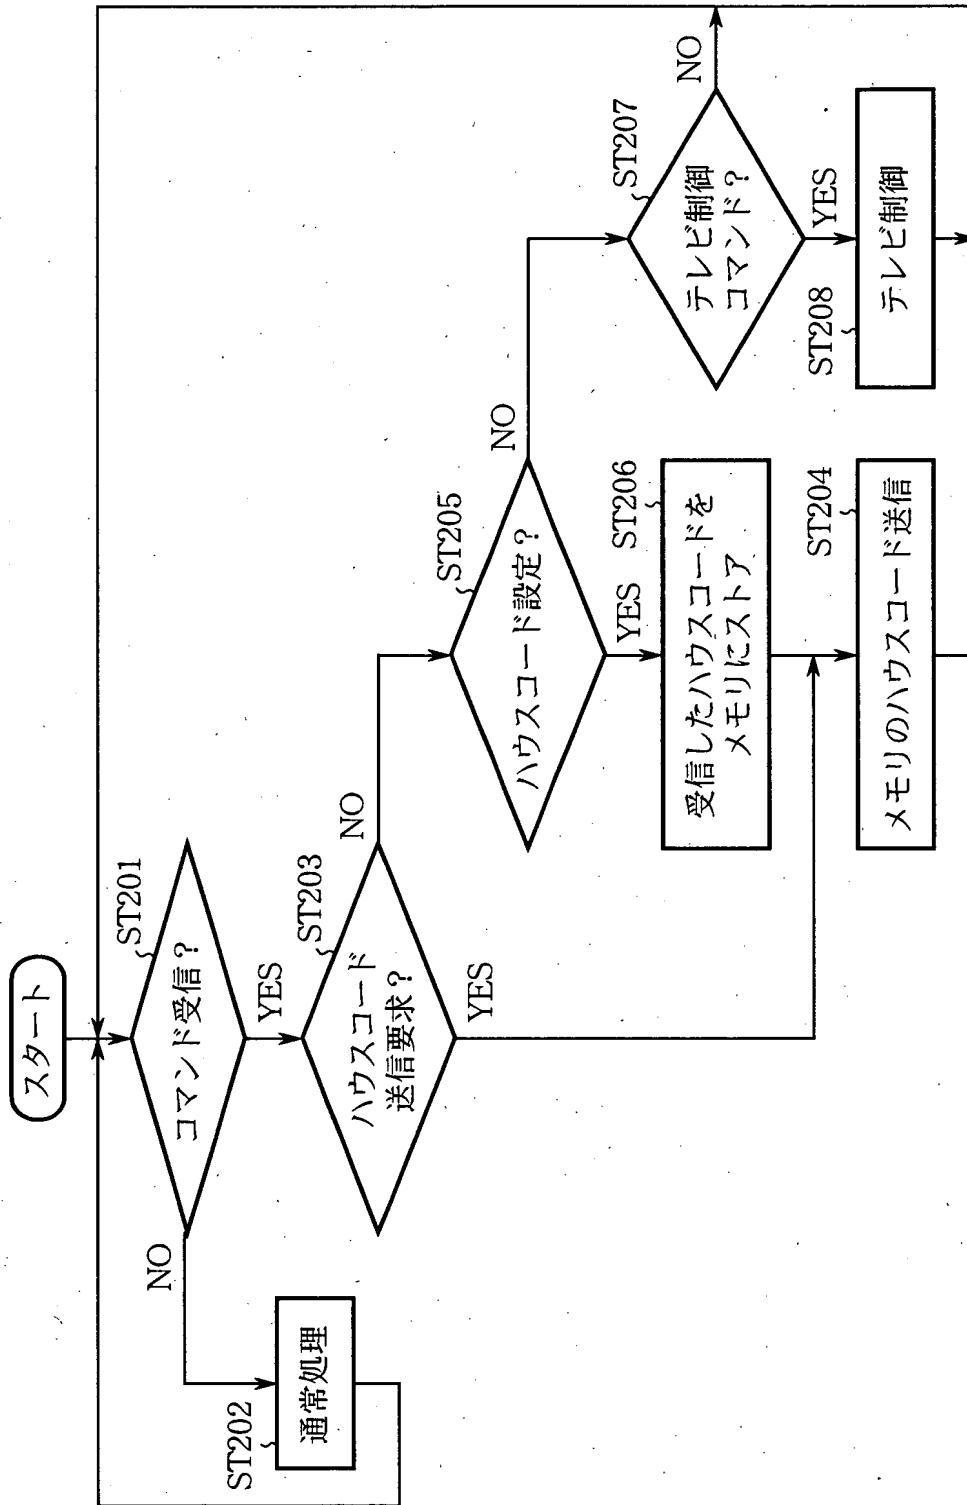 スタート
ST201
コマンド受信？
NO
YES
ST202
通常処理
ST203
ハウスコード
送信要求？
NO
YES
ST205
ハウスコード設定？
NO
YES
ST206
受信したハウスコードを
メモリにストア
ST204
メモリのハウスコード送信
ST207
テレビ制御
コマンド？
NO
YES
ST208
テレビ制御